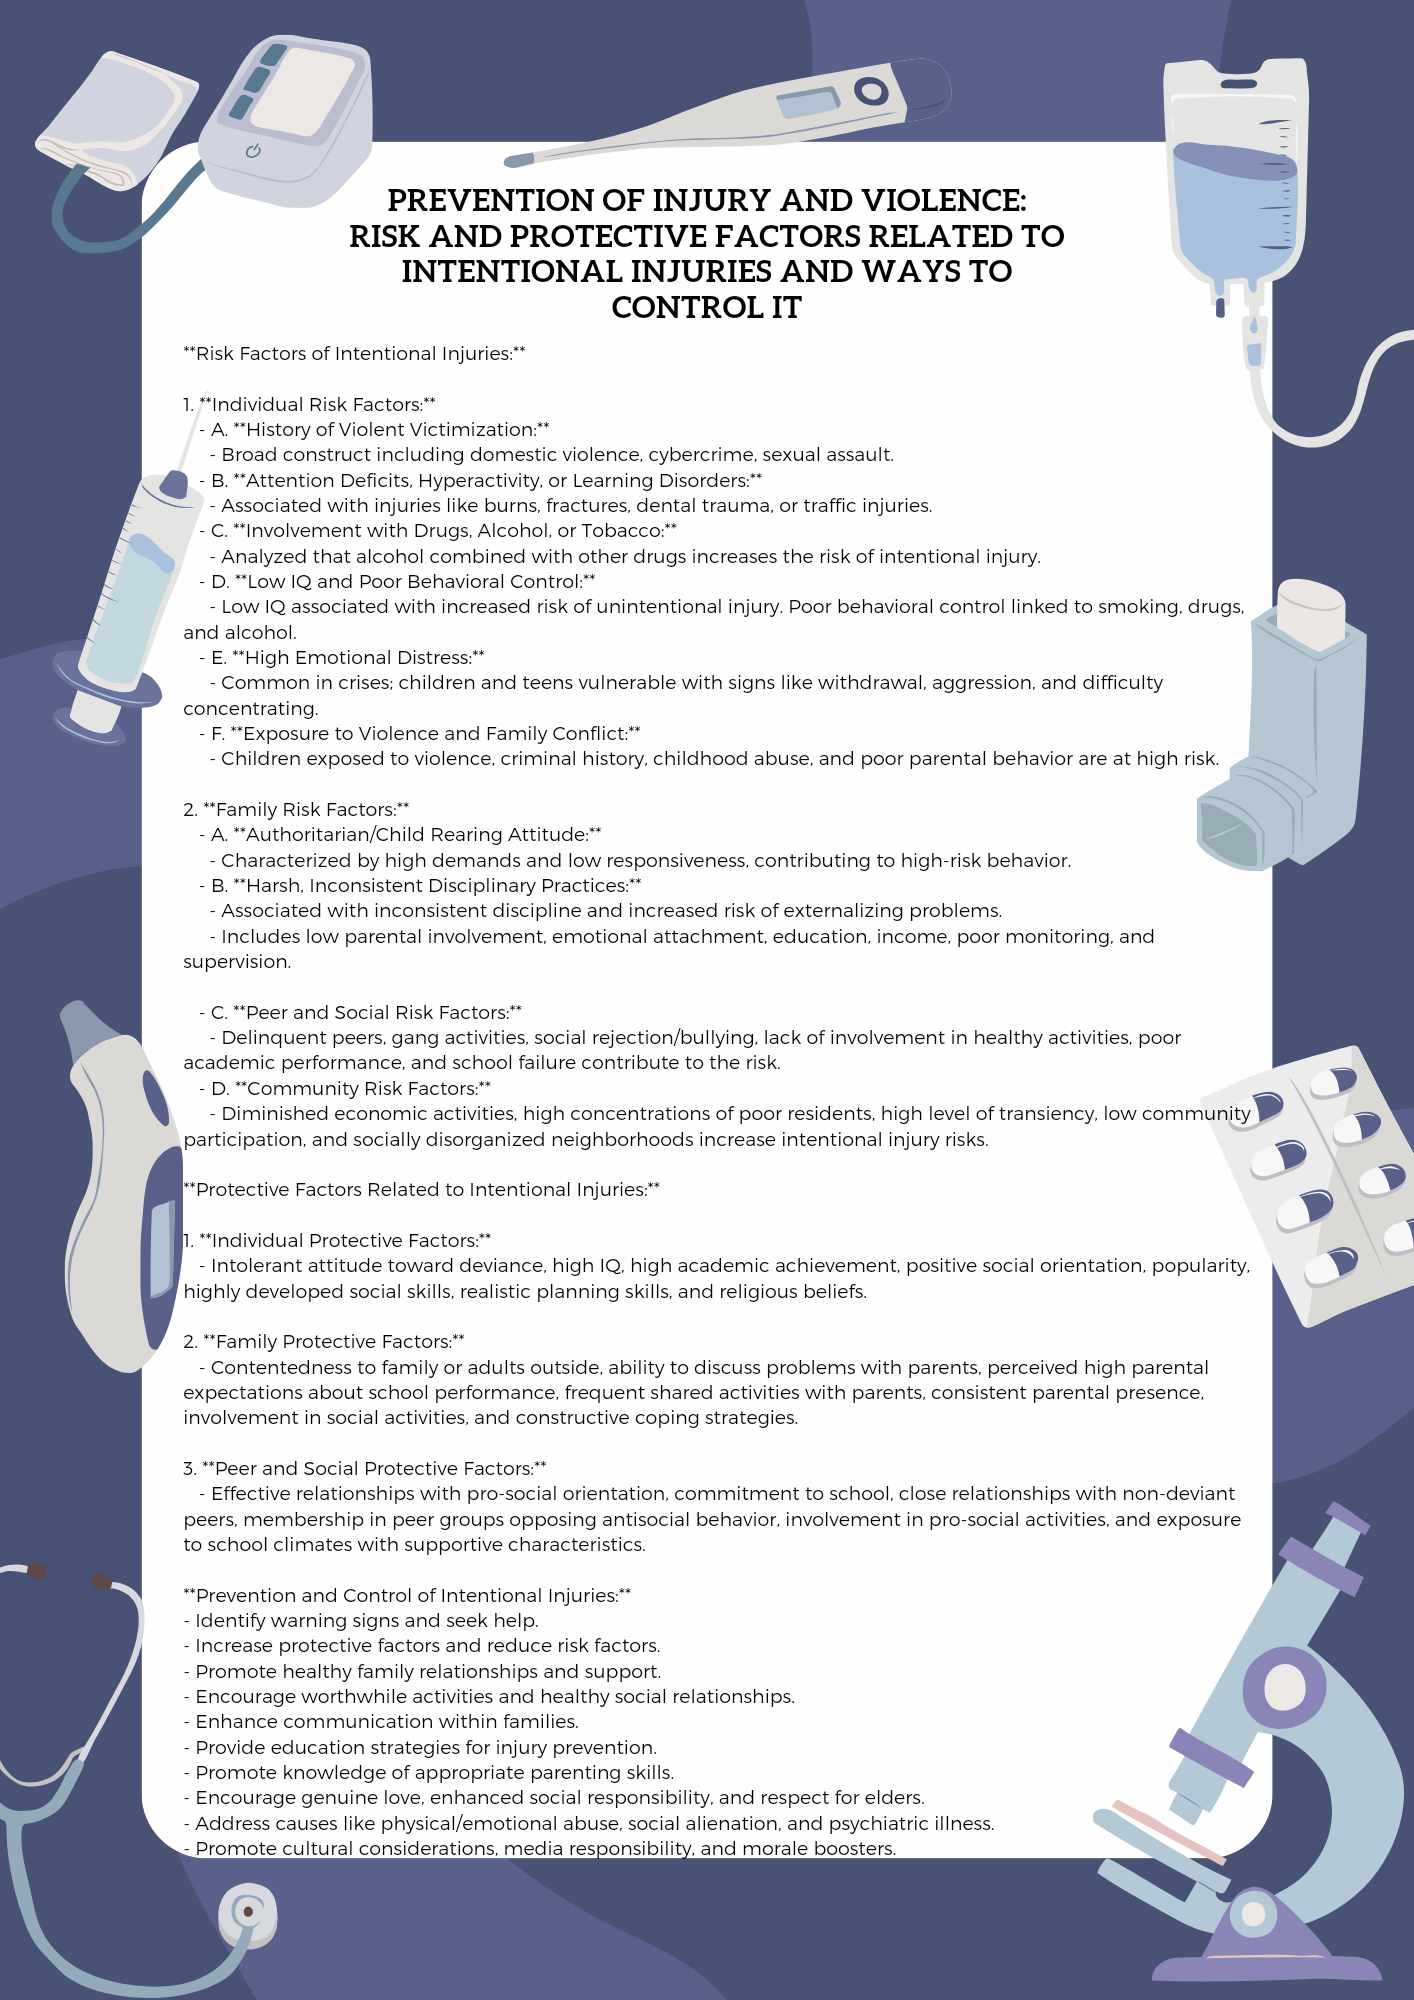 PREVENTION OF INJURY AND VIOLENCE:
RISK AND PROTECTIVE FACTORS RELATED TO
INTENTIONAL INJURIES AND WAYS TO
CONTROL IT
**Risk Factors of Intentional Injuries:**
1. **Individual Risk Factors:**
- A. **History of Violent Victimization:**
- Broad construct including domestic violence, cybercrime, sexual assault.
- B. **Attention Deficits, Hyperactivity, or Learning Disorders:**
- Associated with injuries like burns, fractures, dental trauma, or traffic injuries.
- C. **Involvement with Drugs, Alcohol, or Tobacco:**
- Analyzed that alcohol combined with other drugs increases the risk of intentional injury.
- D. **Low IQ and Poor Behavioral Control:**
- Low IQ associated with increased risk of unintentional injury. Poor behavioral control linked to smoking, drugs,
and alcohol.
- E. **High Emotional Distress:**
- Common in crises; children and teens vulnerable with signs like withdrawal, aggression, and difficulty
concentrating.
- F. **Exposure to Violence and Family Conflict:**
- Children exposed to violence, criminal history, childhood abuse, and poor parental behavior are at high risk.
2. **Family Risk Factors:**
- A. **Authoritarian/Child Rearing Attitude:**
- Characterized by high demands and low responsiveness, contributing to high-risk behavior.
- B. **Harsh, Inconsistent Disciplinary Practices:**
- Associated with inconsistent discipline and increased risk of externalizing problems.
- Includes low parental involvement, emotional attachment, education, income, poor monitoring, and
supervision.
- C. **Peer and Social Risk Factors:**
- Delinquent peers, gang activities, social rejection/bullying, lack of involvement in healthy activities, poor
academic performance, and school failure contribute to the risk.
- D. **Community Risk Factors:**
- Diminished economic activities, high concentrations of poor residents, high level of transiency, low community
participation, and socially disorganized neighborhoods increase intentional injury risks.
**Protective Factors Related to Intentional Injuries:**
1. **Individual Protective Factors:**
- Intolerant attitude toward deviance, high IQ, high academic achievement, positive social orientation, popularity,
highly developed social skills, realistic planning skills, and religious beliefs.
2. **Family Protective Factors:**
- Contentedness to family or adults outside, ability to discuss problems with parents, perceived high parental
expectations about school performance, frequent shared activities with parents, consistent parental presence,
involvement in social activities, and constructive coping strategies.
3. **Peer and Social Protective Factors:**
- Effective relationships with pro-social orientation, commitment to school, close relationships with non-deviant
peers, membership in peer groups opposing antisocial behavior, involvement in pro-social activities, and exposure
to school climates with supportive characteristics.
**Prevention and Control of Intentional Injuries:**
- Identify warning signs and seek help.
- Increase protective factors and reduce risk factors.
- Promote healthy family relationships and support.
- Encourage worthwhile activities and healthy social relationships.
- Enhance communication within families.
- Provide education strategies for injury prevention.
- Promote knowledge of appropriate parenting skills.
- Encourage genuine love, enhanced social responsibility, and respect for elders.
- Address causes like physical/emotional abuse, social alienation, and psychiatric illness.
- Promote cultural considerations, media responsibility, and morale boosters.